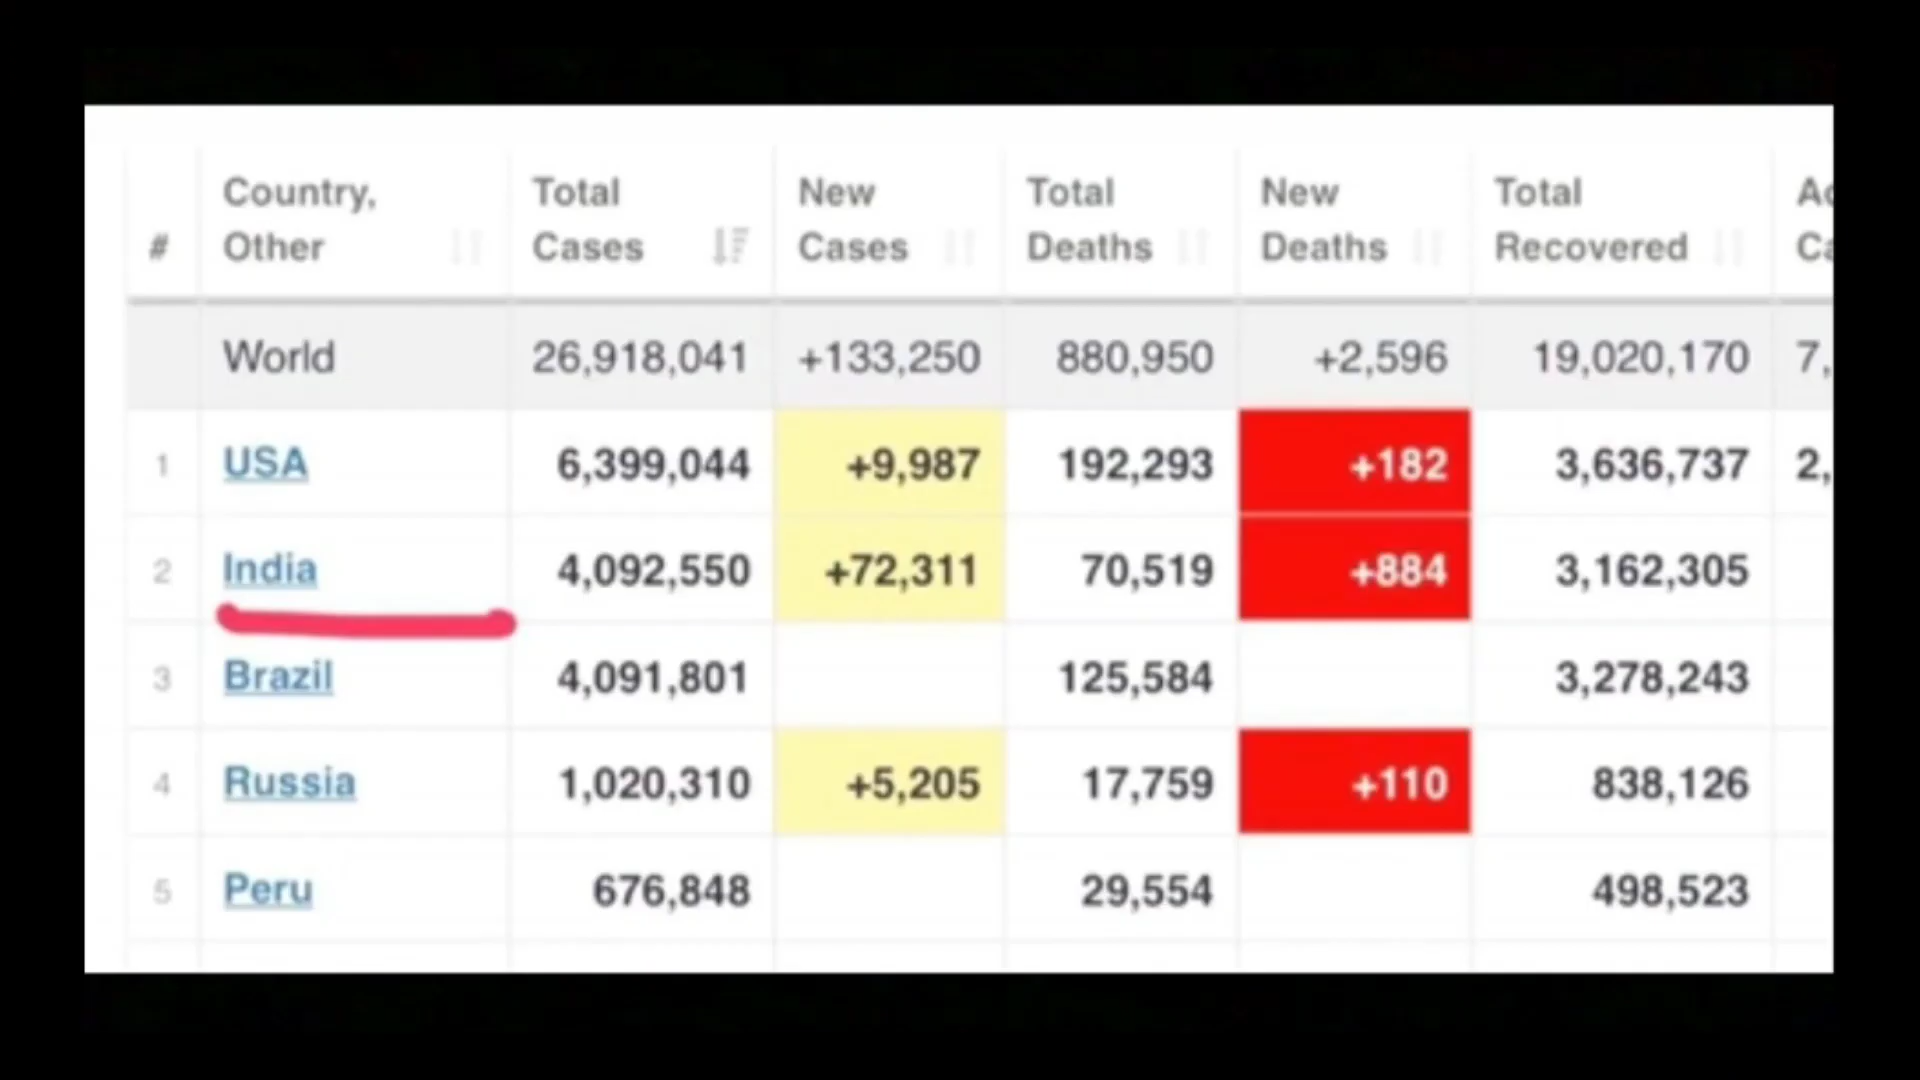 # Country, Other Total Cases New Cases Total Deaths New Deaths Total Recovered
World 26,918,041 +133,250 880,950 +2,596 19,020,170 7,
1 USA 6,399,044 +9,987 192,293 +182 3,636,737 2,
2 India 4,092,550 +72,311 70,519 +884 3,162,305
3 Brazil 4,091,801 125,584 3,278,243
4 Russia 1,020,310 +5,205 17,759 +110 838,126
5 Peru 676,848 29,554 498,523